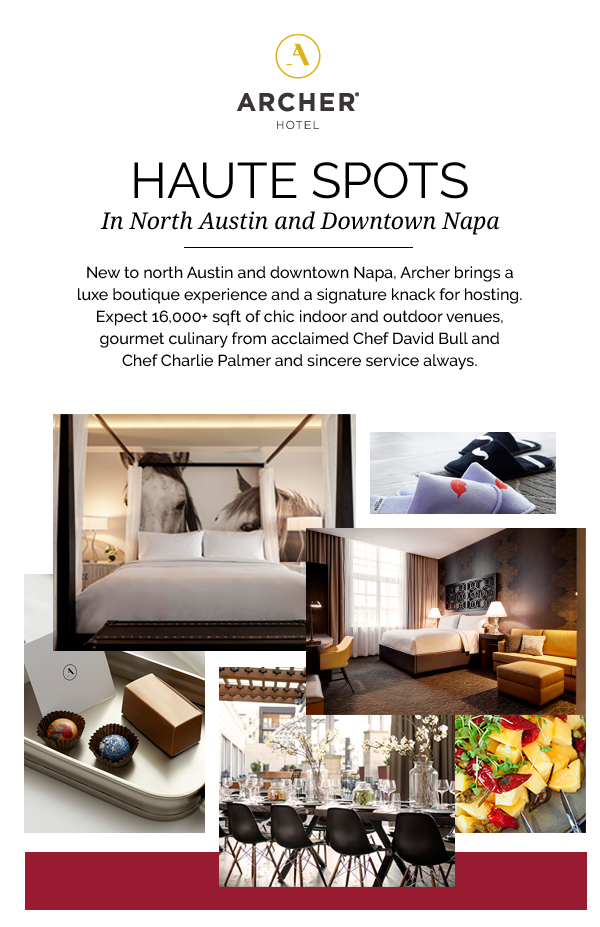 A
ARCHER®
HOTEL
HAUTE SPOTS
In North Austin and Downtown Napa
New to north Austin and downtown Napa, Archer brings a
luxe boutique experience and a signature knack for hosting.
Expect 16,000+ sqft of chic indoor and outdoor venues,
gourmet culinary from acclaimed Chef David Bull and
Chef Charlie Palmer and sincere service always.
A